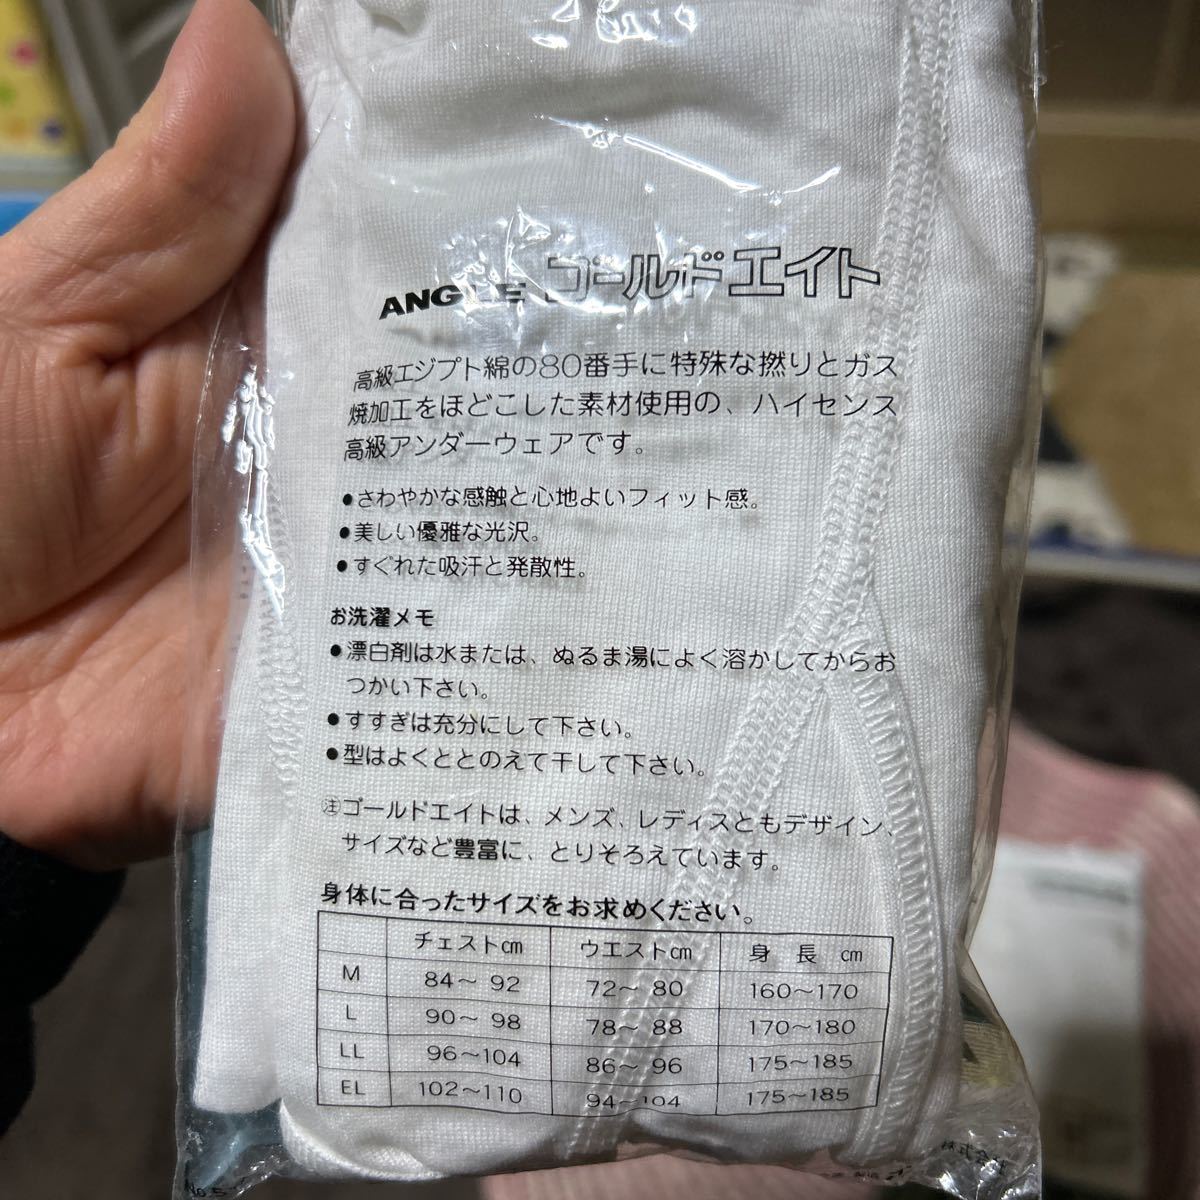 ANGLE ゴールドエイト
高級エジプト綿の80番手に特殊な撚りとガス
焼加工をほどこした素材使用の、ハイセンス
高級アンダーウェアです。
●さわやかな感触と心地よいフィット感。
●美しい優雅な光沢。
●すぐれた吸汗と発散性。
お洗濯メモ
●漂白剤は水または、ぬるま湯によく溶かしてからお
つかい下さい。
●すすぎは充分にして下さい。
●型はよくととのえて干して下さい。
㊟ゴールドエイトは、メンズ、レディスともデザイン、
サイズなど豊富に、とりそろえています。
身体に合ったサイズをお求めください。
チェスト㎝ ウエスト㎝ 身長 ㎝
M 84〜92 72〜80 160〜170
L 90〜98 78〜88 170〜180
LL 96〜104 86〜96 175〜185
EL 102〜110 94〜104 175〜185